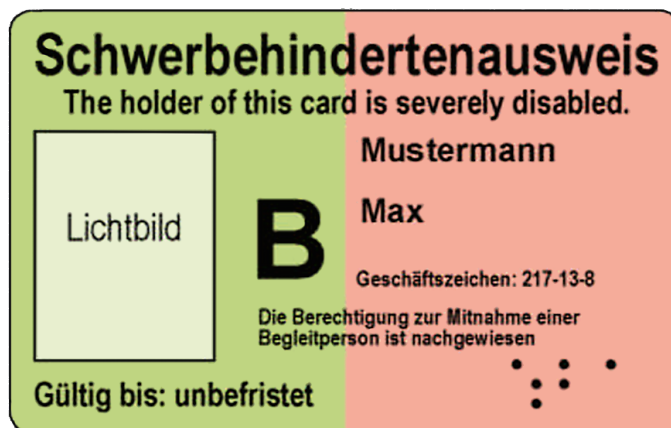 Schwerbehindertenausweis
The holder of this card is severely disabled.
Mustermann
Lichtbild
B
Max
Geschäftszeichen: 217-13-8
Die Berechtigung zur Mitnahme einer
Begleitperson ist nachgewiesen
Gültig bis: unbefristet